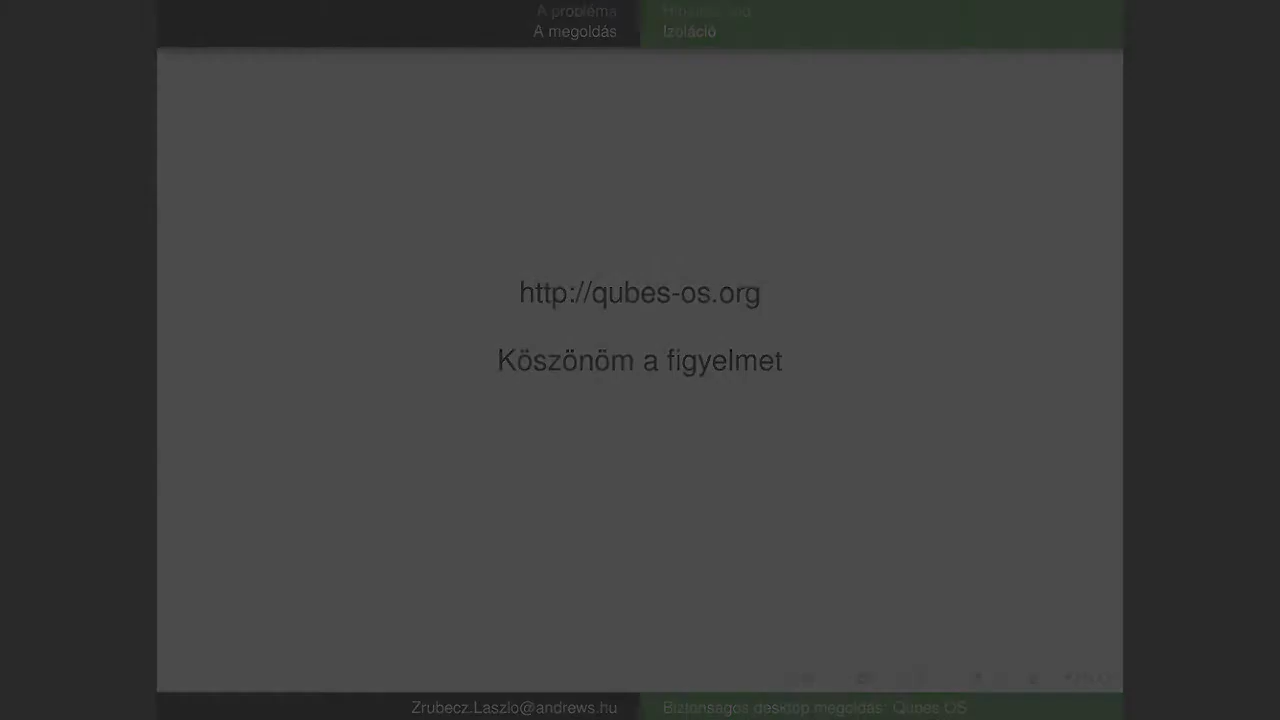 A probléma
A megoldás
Izoláció
http://qubes-os.org
Köszönöm a figyelmet
Zrubecz.Laszlo@andrews.hu
Biztonságos desktop megoldás: Qubes OS